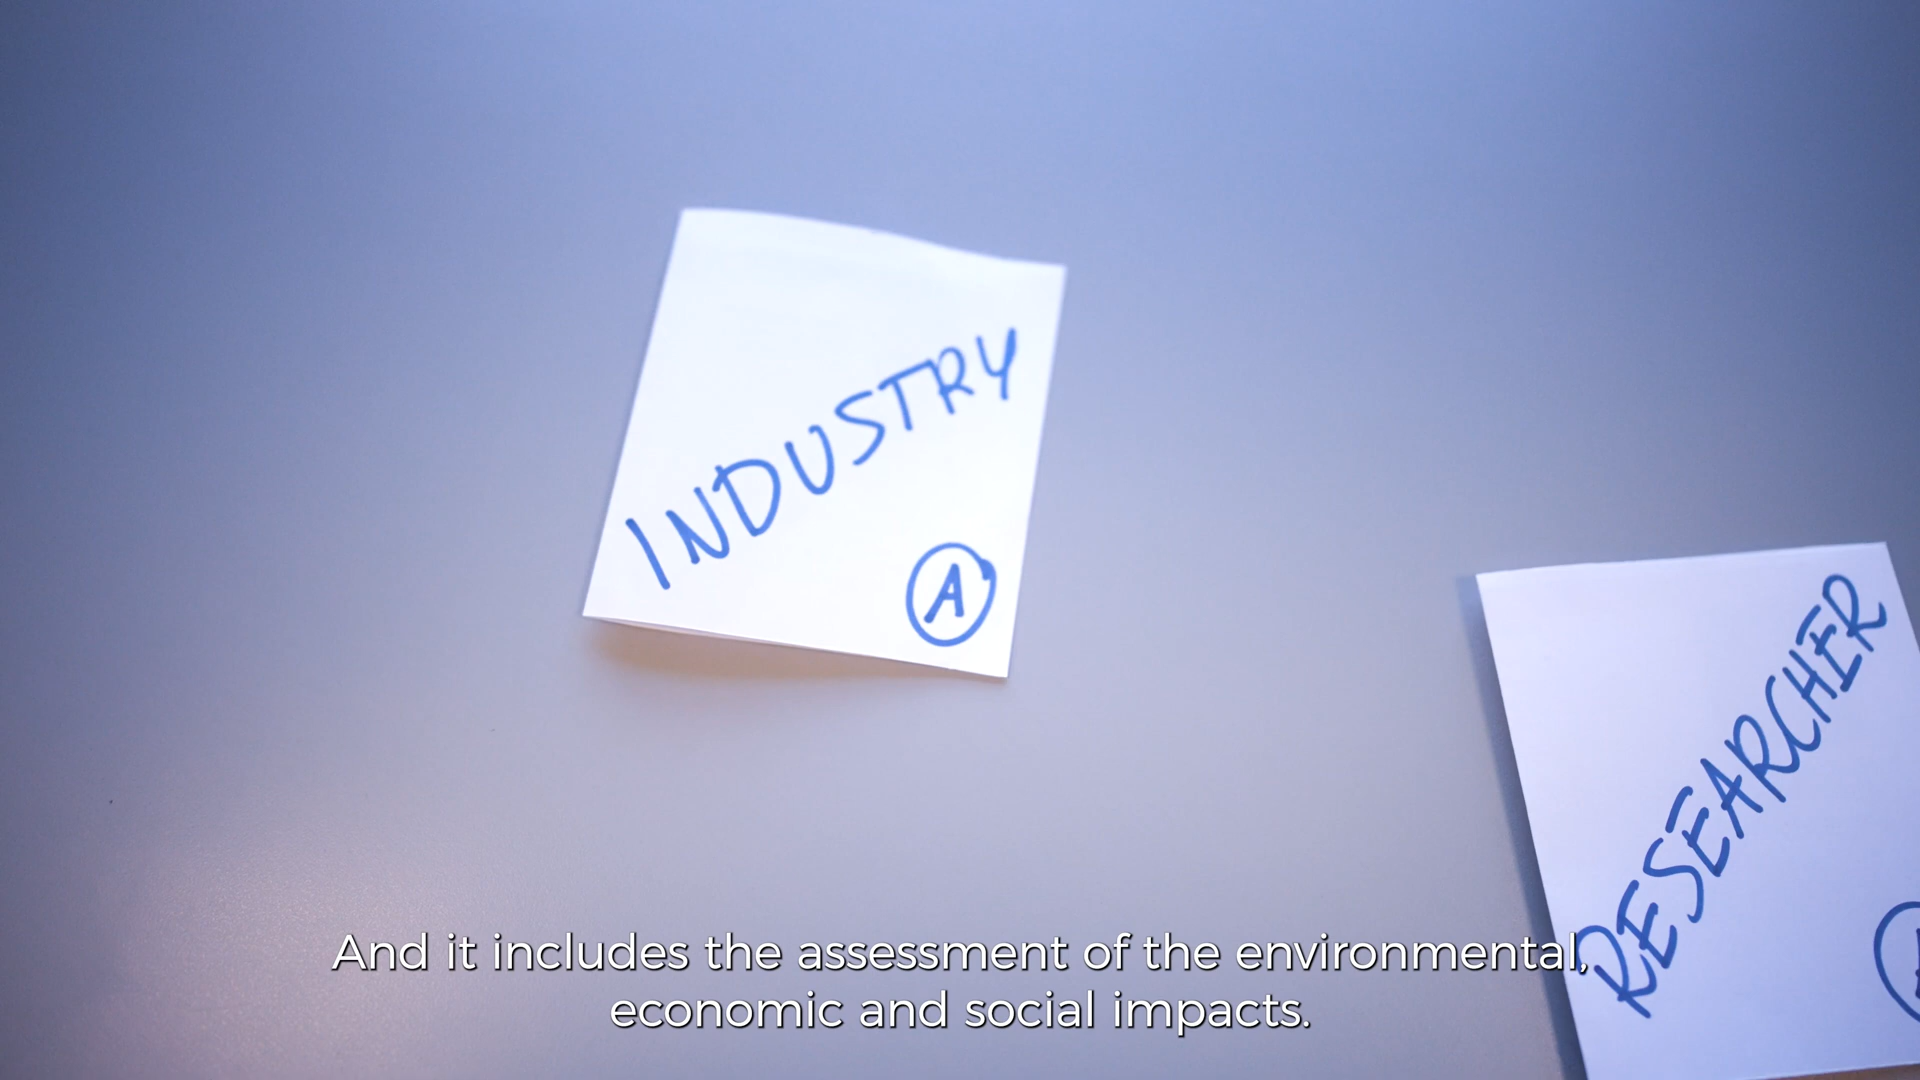 INDUSTRY
A
RESEARCHER
And it includes the assessment of the environmental,
economic and social impacts.